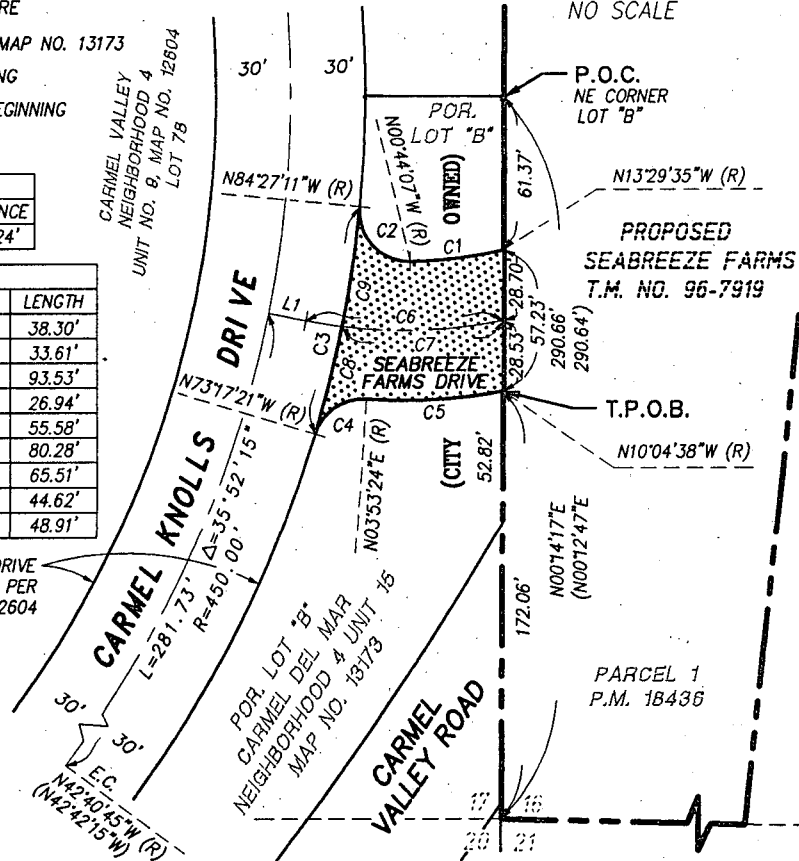 RE
MAP NO. 13173
NG
EGINNING
NCE
24'
LENGTH
38.30'
33.61'
93.53'
26.94'
55.58'
80.28'
65.51'
44.62'
48.91'
DRIVE
PER
2604
CARMEL VALLEY
NEIGHBORHOOD 4
UNIT NO. 8, MAP NO. 12604
LOT 78
30'
30'
NO SCALE
P.O.C.
NE CORNER
LOT "B"
POR.
LOT "B"
(OWNED)
N00°44'07"W (R)
61.37'
N84°27'11"W (R)
N13°29'35"W (R)
C2
C1
PROPOSED
SEABREEZE FARMS
T.M. NO. 96-7919
C9
28.70'
57.23'
290.66'
290.64')
L1
C6
C3
C7
C8
28.53'
SEABREEZE
FARMS DRIVE
N73°17'21"W (R)
C4
C5
T.P.O.B.
N10°04'38"W (R)
N03°53'24"E (R)
(CITY
52.82'
CARMEL KNOLLS DRIVE
Δ=35°52'15"
L=281.73'
R=450.00'
N00°14'17"E
(N00°12'47"E
172.06'
POR. LOT "B"
CARMEL DEL MAR
NEIGHBORHOOD 4 UNIT 15
MAP NO. 13173
PARCEL 1
P.M. 18436
CARMEL
VALLEY ROAD
30'
30'
E.C.
N42°40'45"W (R)
(N42°42'15"W)
17 16
20 21